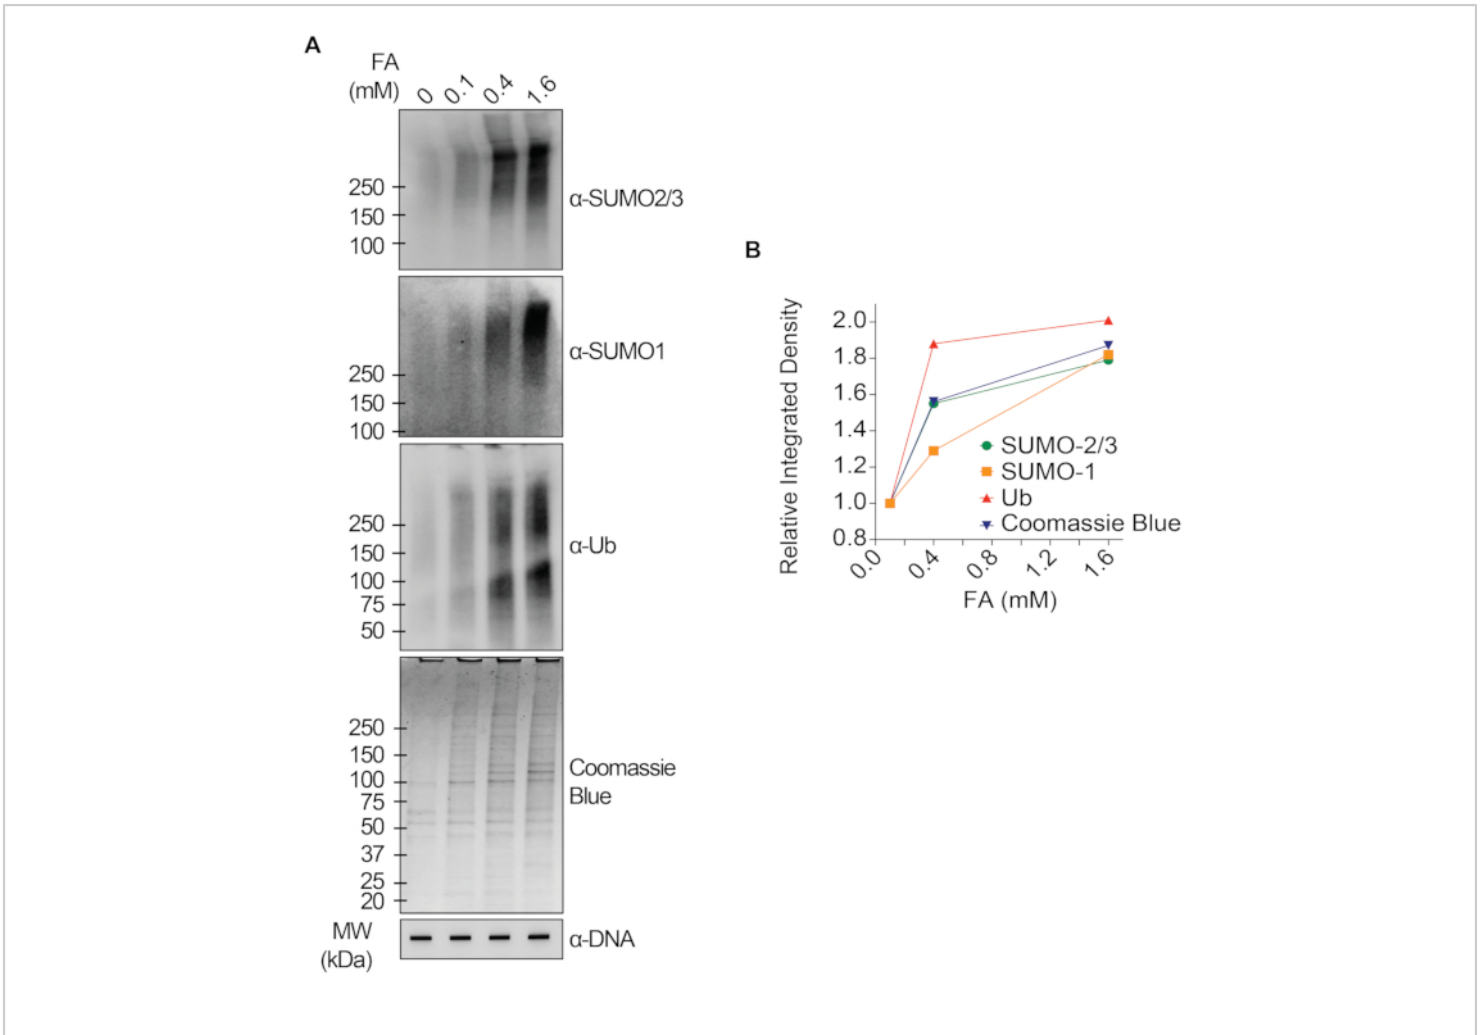 A
FA
(mM)
0 0.1 0.4 1.6
250
150
100
α-SUMO2/3
250
150
100
α-SUMO1
250
150
100
75
50
α-Ub
250
150
100
75
50
37
25
20
Coomassie
Blue
MW
(kDa)
α-DNA
B
Relative Integrated Density
2.0
1.8
1.6
1.4
1.2
1.0
0.8
SUMO-2/3
SUMO-1
Ub
Coomassie Blue
0.0 0.4 0.8 1.2 1.6
FA (mM)